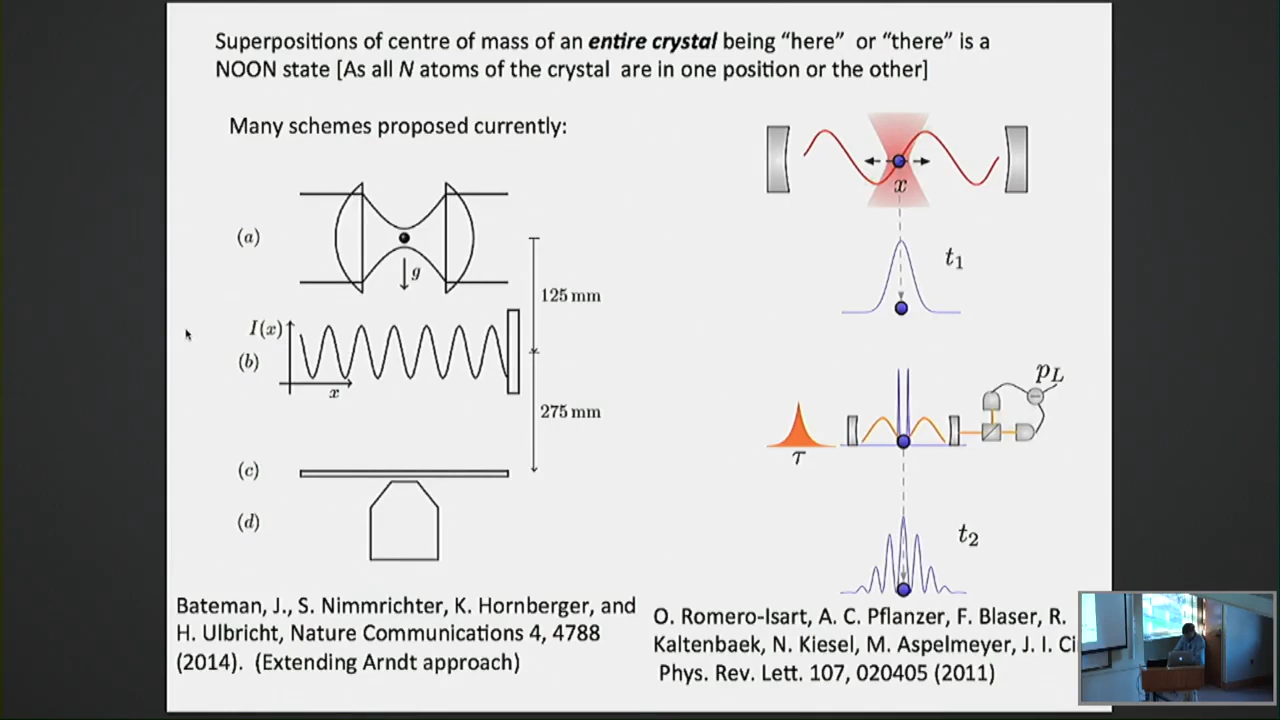 Superpositions of centre of mass of an entire crystal being “here” or “there” is a
NOON state [As all N atoms of the crystal are in one position or the other]
Many schemes proposed currently:
(a)
g
125 mm
I(x)
(b)
x
275 mm
(c)
(d)
Bateman, J., S. Nimmrichter, K. Hornberger, and
H. Ulbricht, Nature Communications 4, 4788
(2014). (Extending Arndt approach)
x
t1
pL
τ
t2
O. Romero-Isart, A. C. Pflanzer, F. Blaser, R.
Kaltenbaek, N. Kiesel, M. Aspelmeyer, J. I. Ci
Phys. Rev. Lett. 107, 020405 (2011)